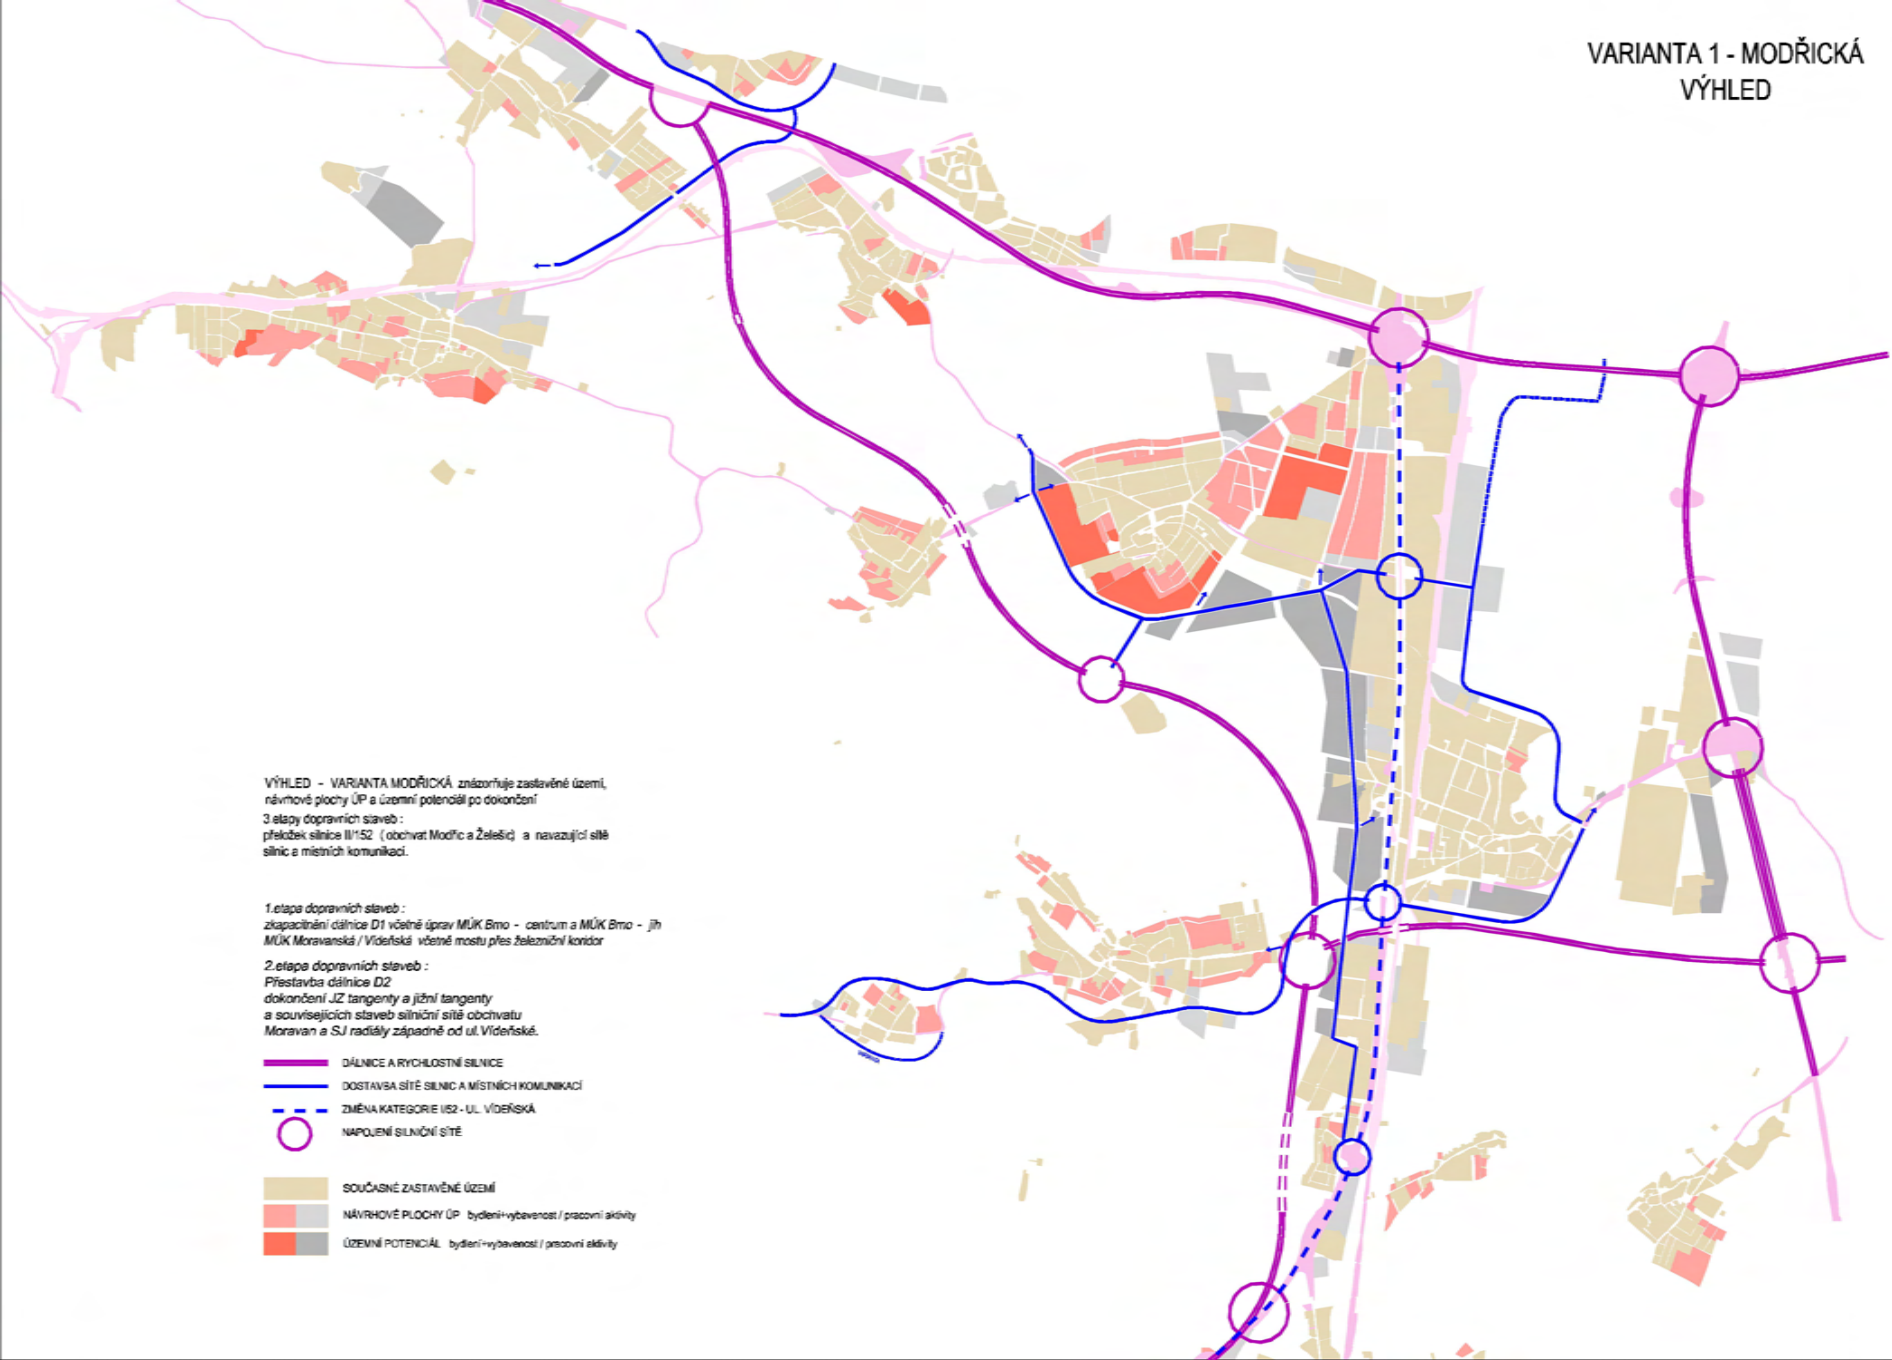 VARIANTA 1 - MODŘICKÁ
VÝHLED
VÝHLED - VARIANTA MODŘICKÁ znázorňuje zastavěné území,
návrhové plochy ÚP a územní potenciál po dokončení
3.etapy dopravních staveb :
přeložek silnice II/152 ( obchvat Modřic a Želešic) a navazující sítě
silnic a místních komunikací.
1.etapa dopravních staveb :
zkapacitnění dálnice D1 včetně úprav MÚK Brno - centrum a MÚK Brno - jih
MÚK Moravanská / Vídeňská včetně mostu přes železniční koridor
2.etapa dopravních staveb :
Přestavba dálnice D2
dokončení JZ tangenty a jižní tangenty
a souvisejících staveb silniční sítě obchvatu
Moravan a SJ radiály západně od ul.Vídeňské.
DÁLNICE A RYCHLOSTNÍ SILNICE
DOSTAVBA SÍTĚ SILNIC A MÍSTNÍCH KOMUNIKACÍ
ZMĚNA KATEGORIE I/52 - UL. VÍDEŇSKÁ
NAPOJENÍ SILNIČNÍ SÍTĚ
SOUČASNÉ ZASTAVĚNÉ ÚZEMÍ
NÁVRHOVÉ PLOCHY ÚP bydlení+vybavenost / pracovní aktivity
ÚZEMNÍ POTENCIÁL bydlení+vybavenost / pracovní aktivity